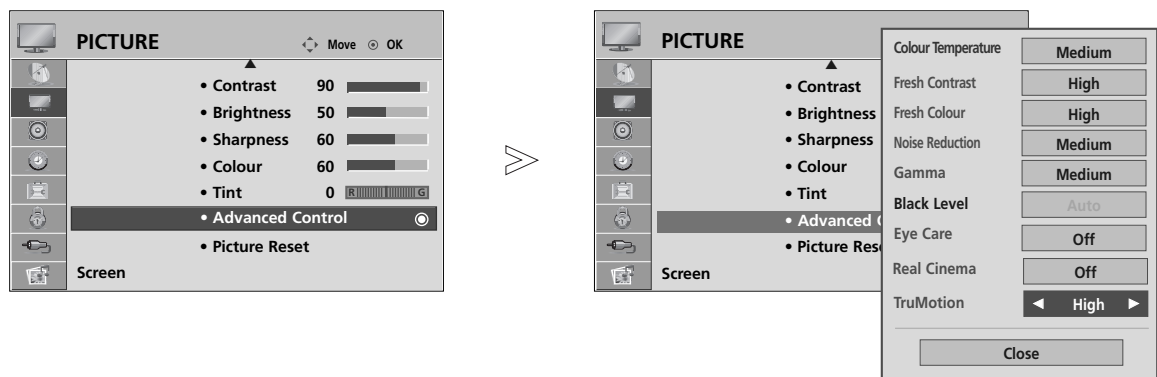 PICTURE
Move OK
• Contrast 90
• Brightness 50
• Sharpness 60
• Colour 60
• Tint 0 R G
• Advanced Control
• Picture Reset
Screen
PICTURE
• Contrast
• Brightness
• Sharpness
• Colour
• Tint
• Advanced C
• Picture Rese
Screen
Colour Temperature Medium
Fresh Contrast High
Fresh Colour High
Noise Reduction Medium
Gamma Medium
Black Level Auto
Eye Care Off
Real Cinema Off
TruMotion ◄ High ►
Close